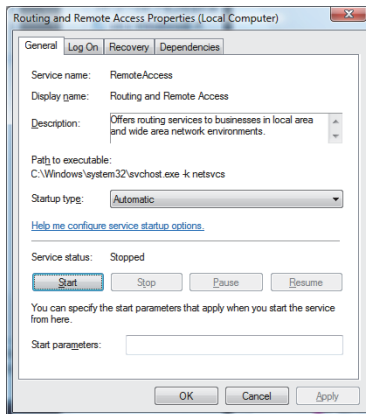 Routing and Remote Access Properties (Local Computer)
General Log On Recovery Dependencies
Service name: RemoteAccess
Display name: Routing and Remote Access
Description: Offers routing services to businesses in local area
and wide area network environments.
Path to executable:
C:\Windows\system32\svchost.exe -k netsvcs
Startup type: Automatic
Help me configure service startup options.
Service status: Stopped
Start Stop Pause Resume
You can specify the start parameters that apply when you start the service
from here.
Start parameters:
OK Cancel Apply